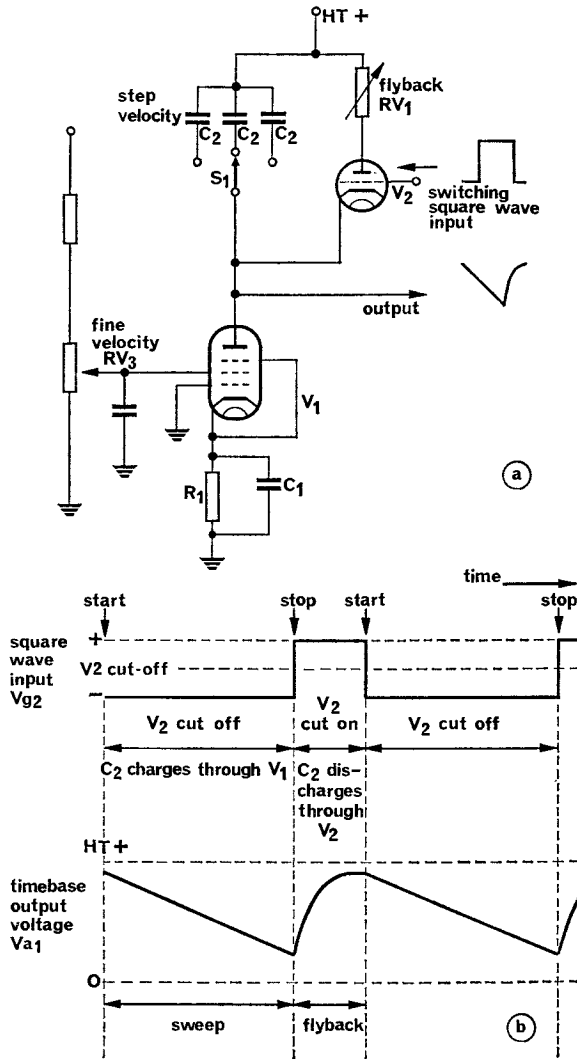 HT+
flyback
RV1
step
velocity
C2 C2 C2
S1
V2
switching
square wave
input
output
fine
velocity
RV3
V1
R1
C1
a
time
start stop start stop
square
wave
input
Vg2
+
V2 cut-off
−
V2 cut off
V2
cut on
V2 cut off
C2 charges through V1
C2 dis-
charges
through
V2
HT+
timebase
output
voltage
Va1
O
sweep
flyback
b